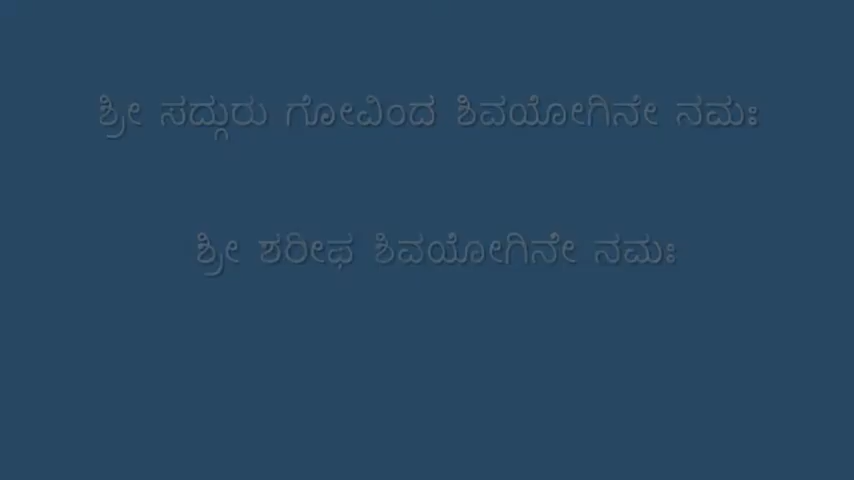 ಶ್ರೀ ಸದ್ಗುರು ಗೋವಿಂದ ಶಿವಯೋಗಿನೇ ನಮಃ
ಶ್ರೀ ಶರೀಫ ಶಿವಯೋಗಿನೇ ನಮಃ